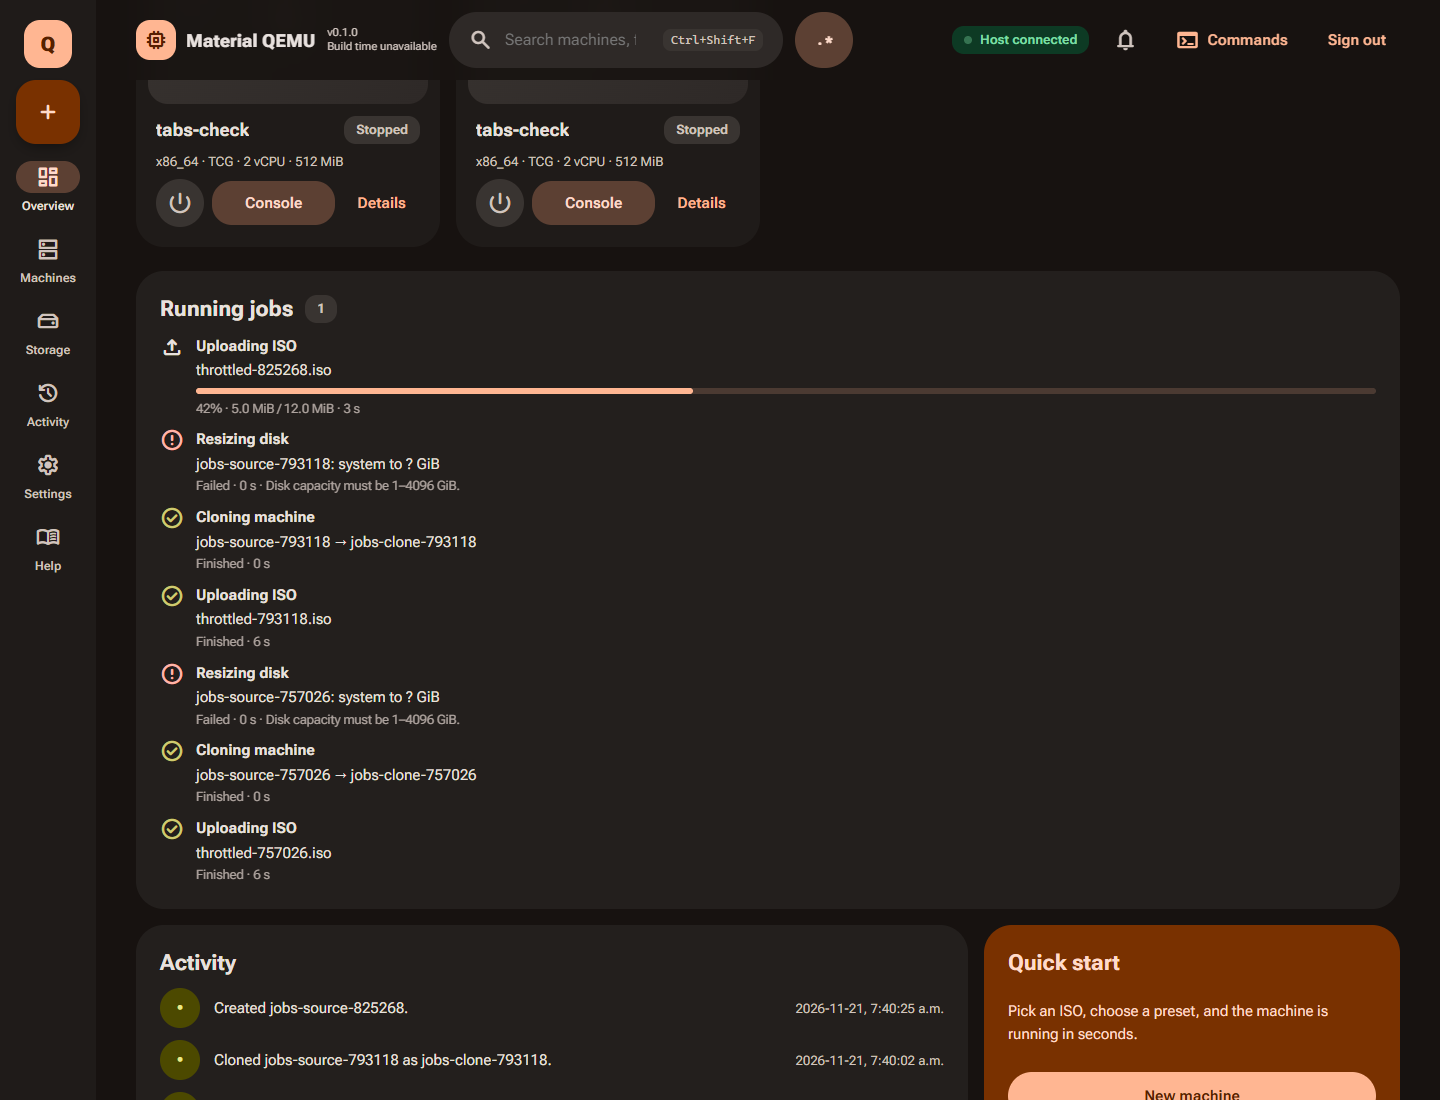 Q
Material QEMU
v0.1.0
Build time unavailable
Search machines,
Ctrl+Shift+F
.*
Host connected
Commands
Sign out
+
Overview
Machines
Storage
Activity
Settings
Help
tabs-check
Stopped
x86_64 · TCG · 2 vCPU · 512 MiB
Console
Details
tabs-check
Stopped
x86_64 · TCG · 2 vCPU · 512 MiB
Console
Details
Running jobs
1
Uploading ISO
throttled-825268.iso
42% · 5.0 MiB / 12.0 MiB · 3 s
Resizing disk
jobs-source-793118: system to ? GiB
Failed · 0 s · Disk capacity must be 1–4096 GiB.
Cloning machine
jobs-source-793118 → jobs-clone-793118
Finished · 0 s
Uploading ISO
throttled-793118.iso
Finished · 6 s
Resizing disk
jobs-source-757026: system to ? GiB
Failed · 0 s · Disk capacity must be 1–4096 GiB.
Cloning machine
jobs-source-757026 → jobs-clone-757026
Finished · 0 s
Uploading ISO
throttled-757026.iso
Finished · 6 s
Activity
Created jobs-source-825268.
2026-11-21, 7:40:25 a.m.
Cloned jobs-source-793118 as jobs-clone-793118.
2026-11-21, 7:40:02 a.m.
Quick start
Pick an ISO, choose a preset, and the machine is
running in seconds.
New machine